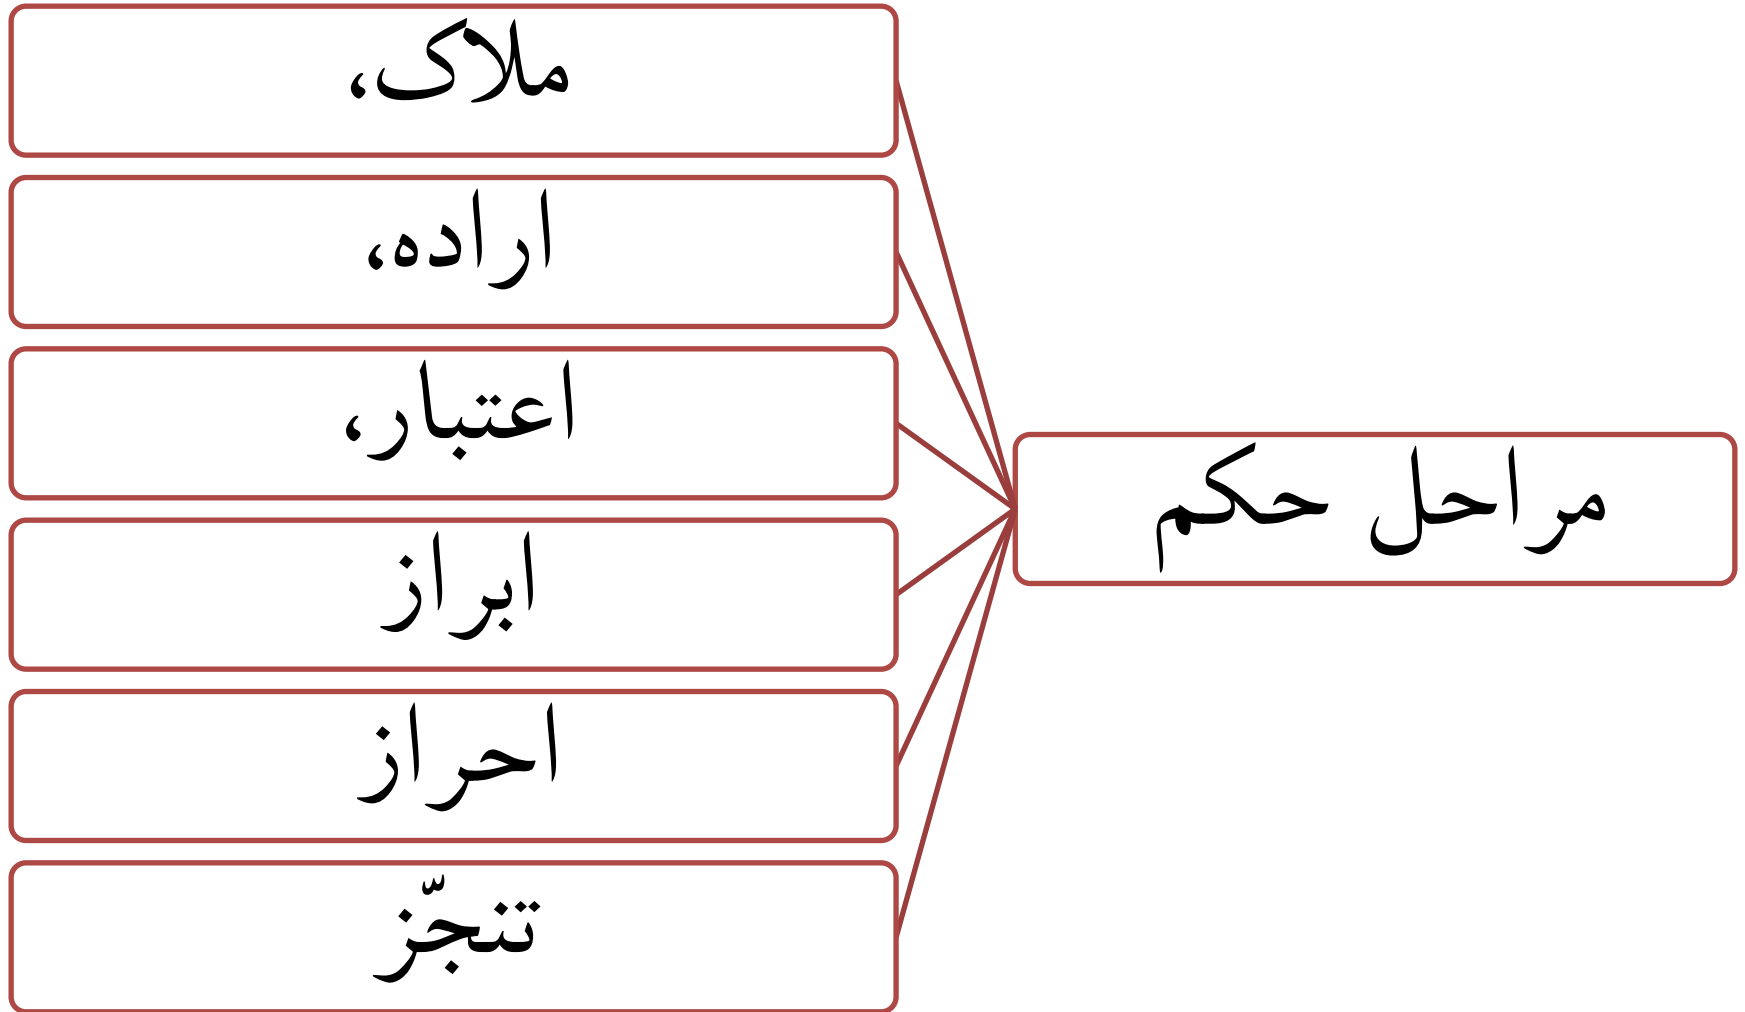 مراحل حکم
ملاک،
اراده،
اعتبار،
ابراز
احراز
تنجّز